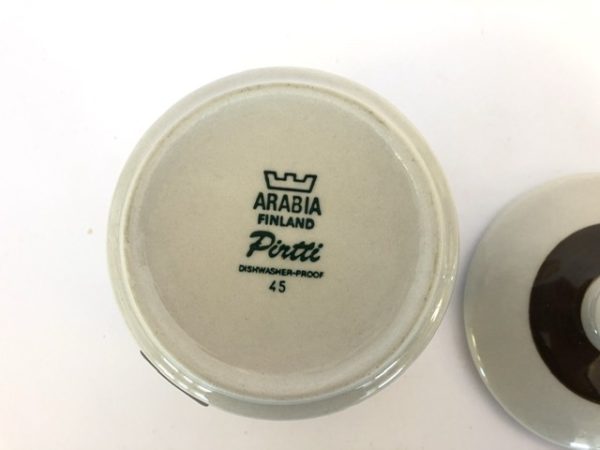 ARABIA
FINLAND
Pirtti
DISHWASHER-PROOF
45